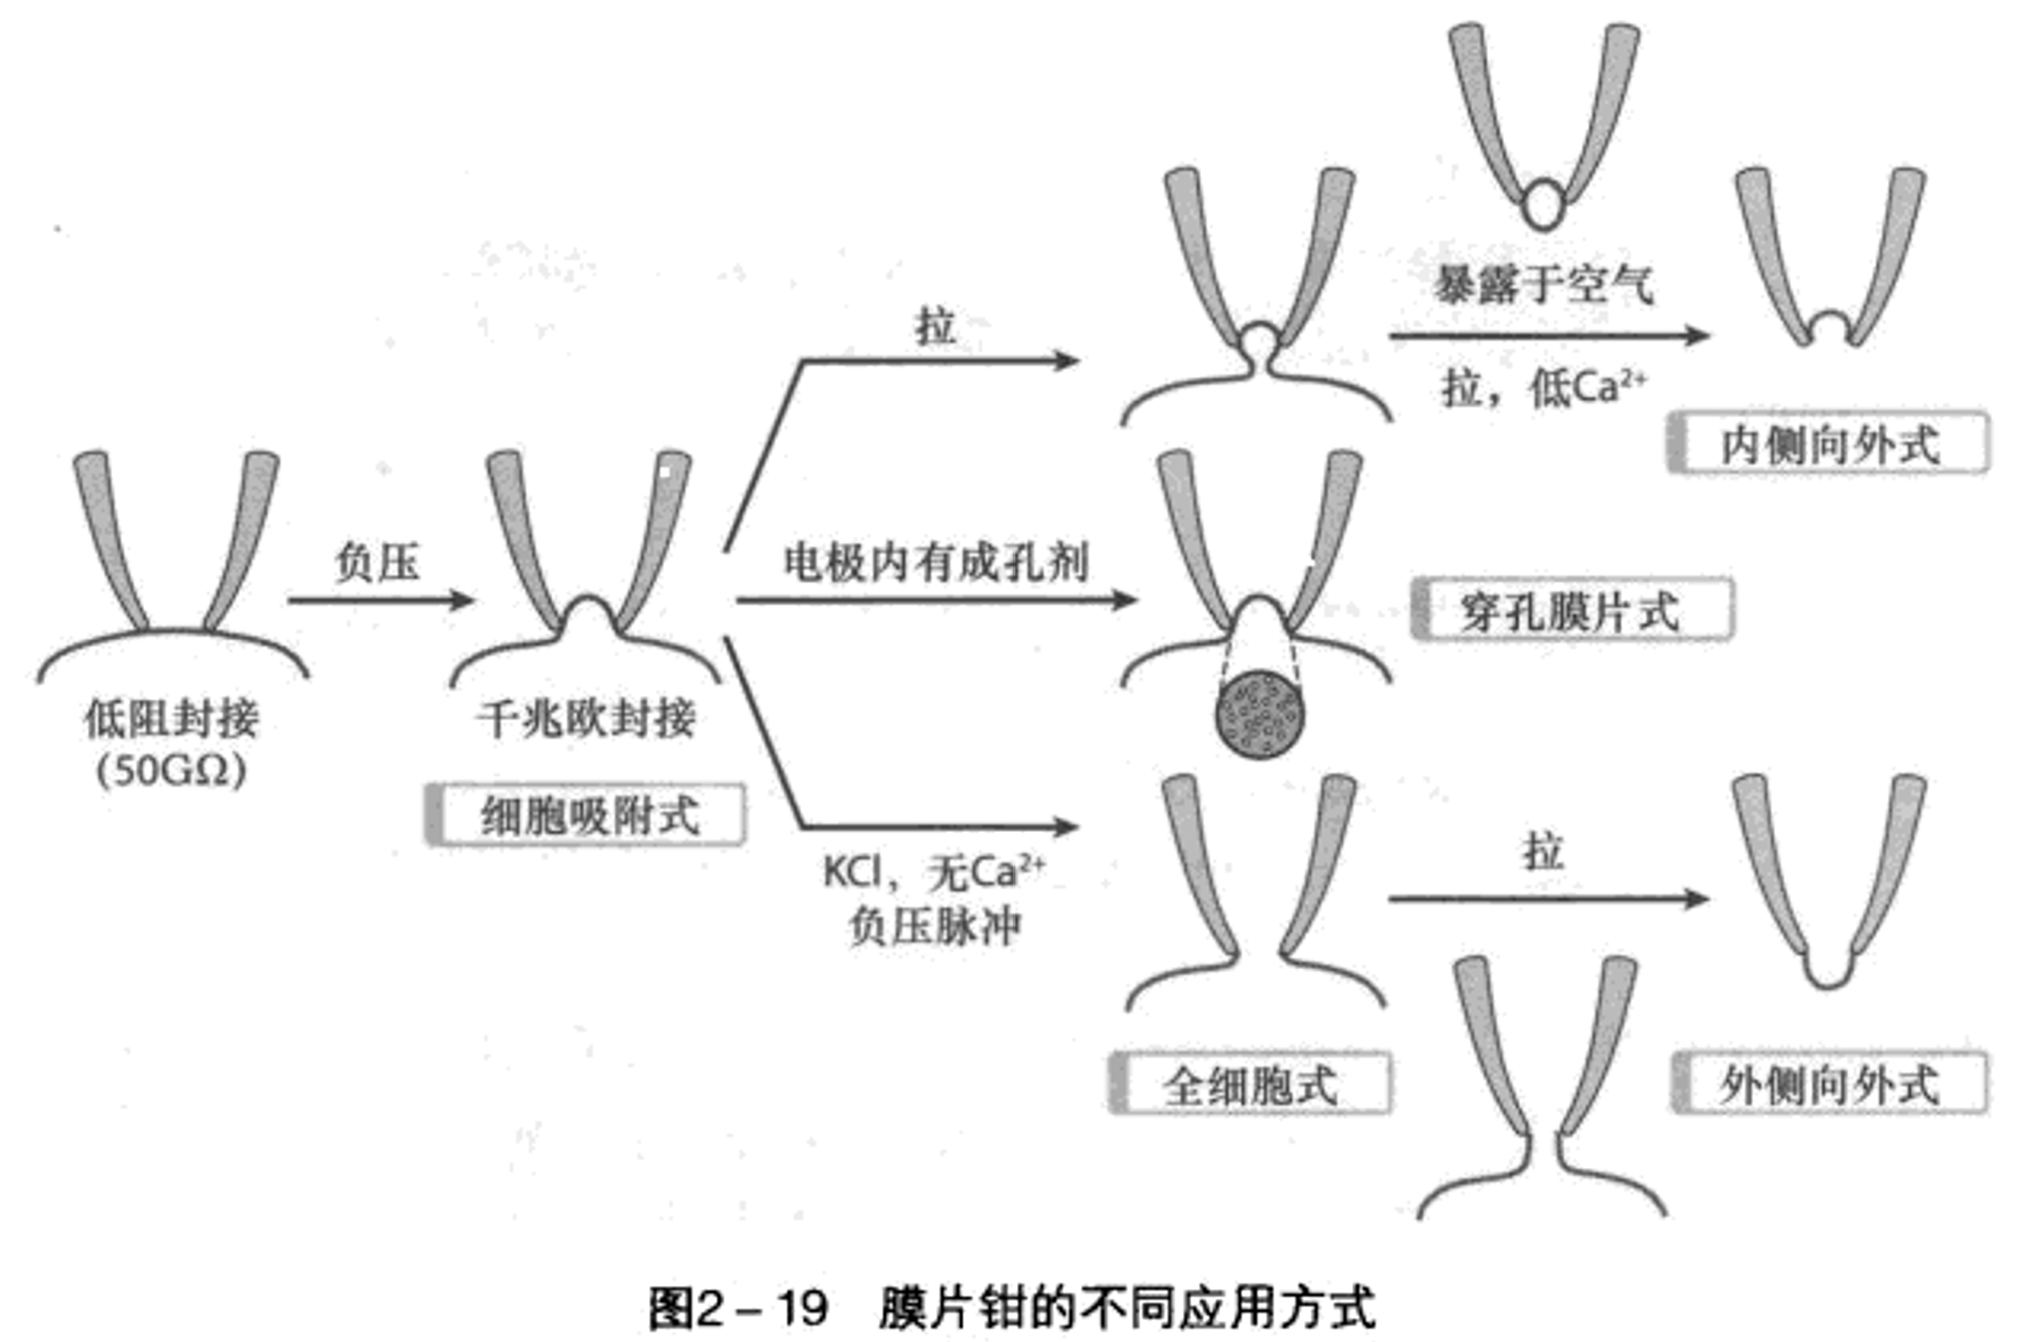 暴露于空气
拉
拉，低Ca²⁺
内侧向外式
负压
电极内有成孔剂
穿孔膜片式
低阻封接
(50GΩ)
千兆欧封接
细胞吸附式
KCl，无Ca²⁺
负压脉冲
拉
全细胞式
外侧向外式
图2－19 膜片钳的不同应用方式